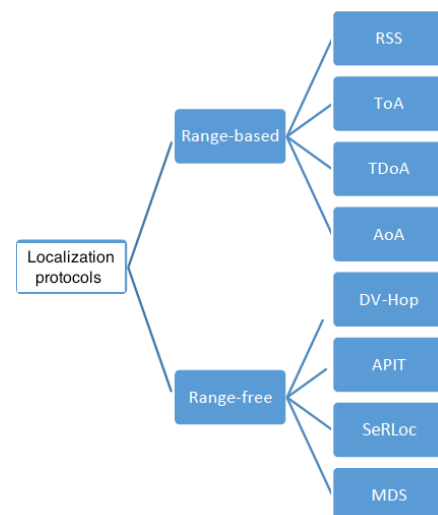 Localization
protocols
Range-based
RSS
ToA
TDoA
AoA
Range-free
DV-Hop
APIT
SeRLoc
MDS